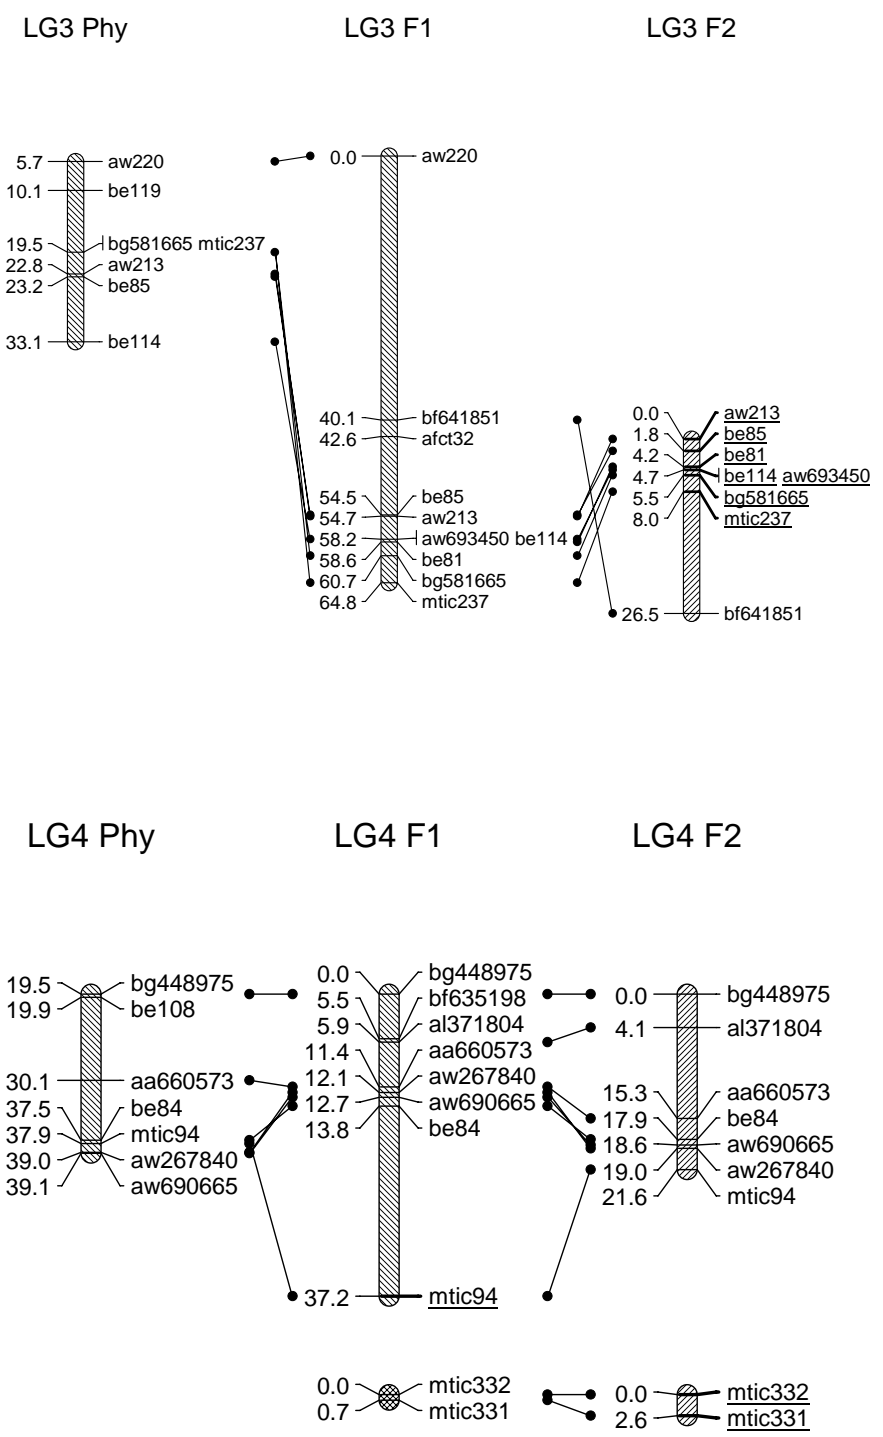 LG3 Phy LG3 F1 LG3 F2
5.7 aw220
10.1 be119
19.5 bg581665 mtic237
22.8 aw213
23.2 be85
33.1 be114
0.0 aw220
40.1 bf641851
42.6 afct32
54.5 be85
54.7 aw213
58.2 aw693450 be114
58.6 be81
60.7 bg581665
64.8 mtic237
0.0 aw213
1.8 be85
4.2 be81
4.7 be114 aw693450
5.5 bg581665
8.0 mtic237
26.5 bf641851
LG4 Phy LG4 F1 LG4 F2
19.5 bg448975
19.9 be108
30.1 aa660573
37.5 be84
37.9 mtic94
39.0 aw267840
39.1 aw690665
0.0 bg448975
5.5 bf635198
5.9 al371804
11.4 aa660573
12.1 aw267840
12.7 aw690665
13.8 be84
37.2 mtic94
0.0 mtic332
0.7 mtic331
0.0 bg448975
4.1 al371804
15.3 aa660573
17.9 be84
18.6 aw690665
19.0 aw267840
21.6 mtic94
0.0 mtic332
2.6 mtic331